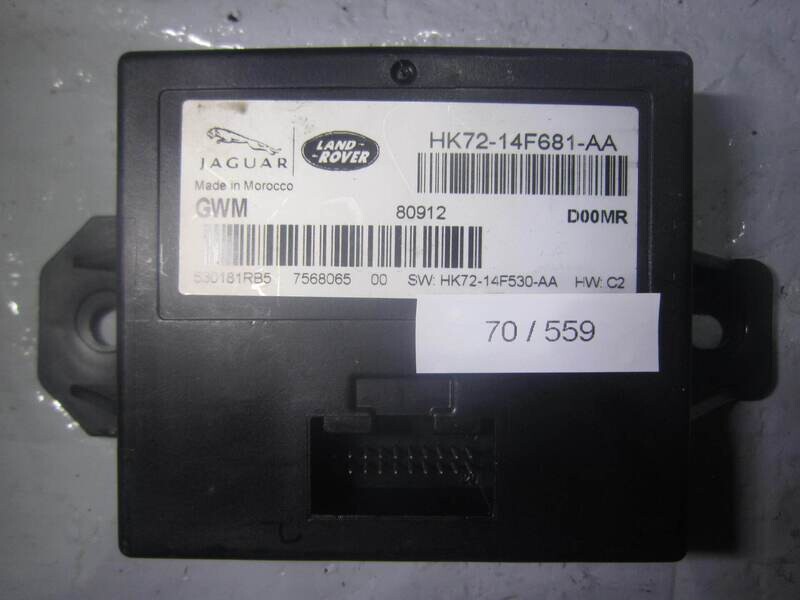 JAGUAR
LAND-
-ROVER
HK72-14F681-AA
Made in Morocco
GWM 80912 D00MR
530181RB5 7568065 00 SW: HK72-14F530-AA HW: C2
70 / 559